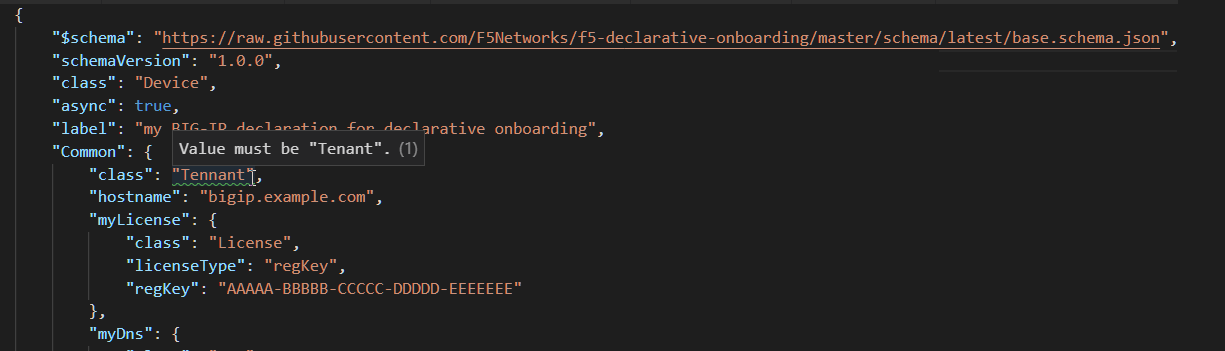 {
"$schema": "https://raw.githubusercontent.com/F5Networks/f5-declarative-onboarding/master/schema/latest/base.schema.json",
"schemaVersion": "1.0.0",
"class": "Device",
"async": true,
"label": "my BIG-IP declaration for declarative onboarding",
"Common": {
Value must be "Tenant". (1)
"class": "Tennant",
"hostname": "bigip.example.com",
"myLicense": {
"class": "License",
"licenseType": "regKey",
"regKey": "AAAAA-BBBBB-CCCCC-DDDDD-EEEEEEE"
},
"myDns": {